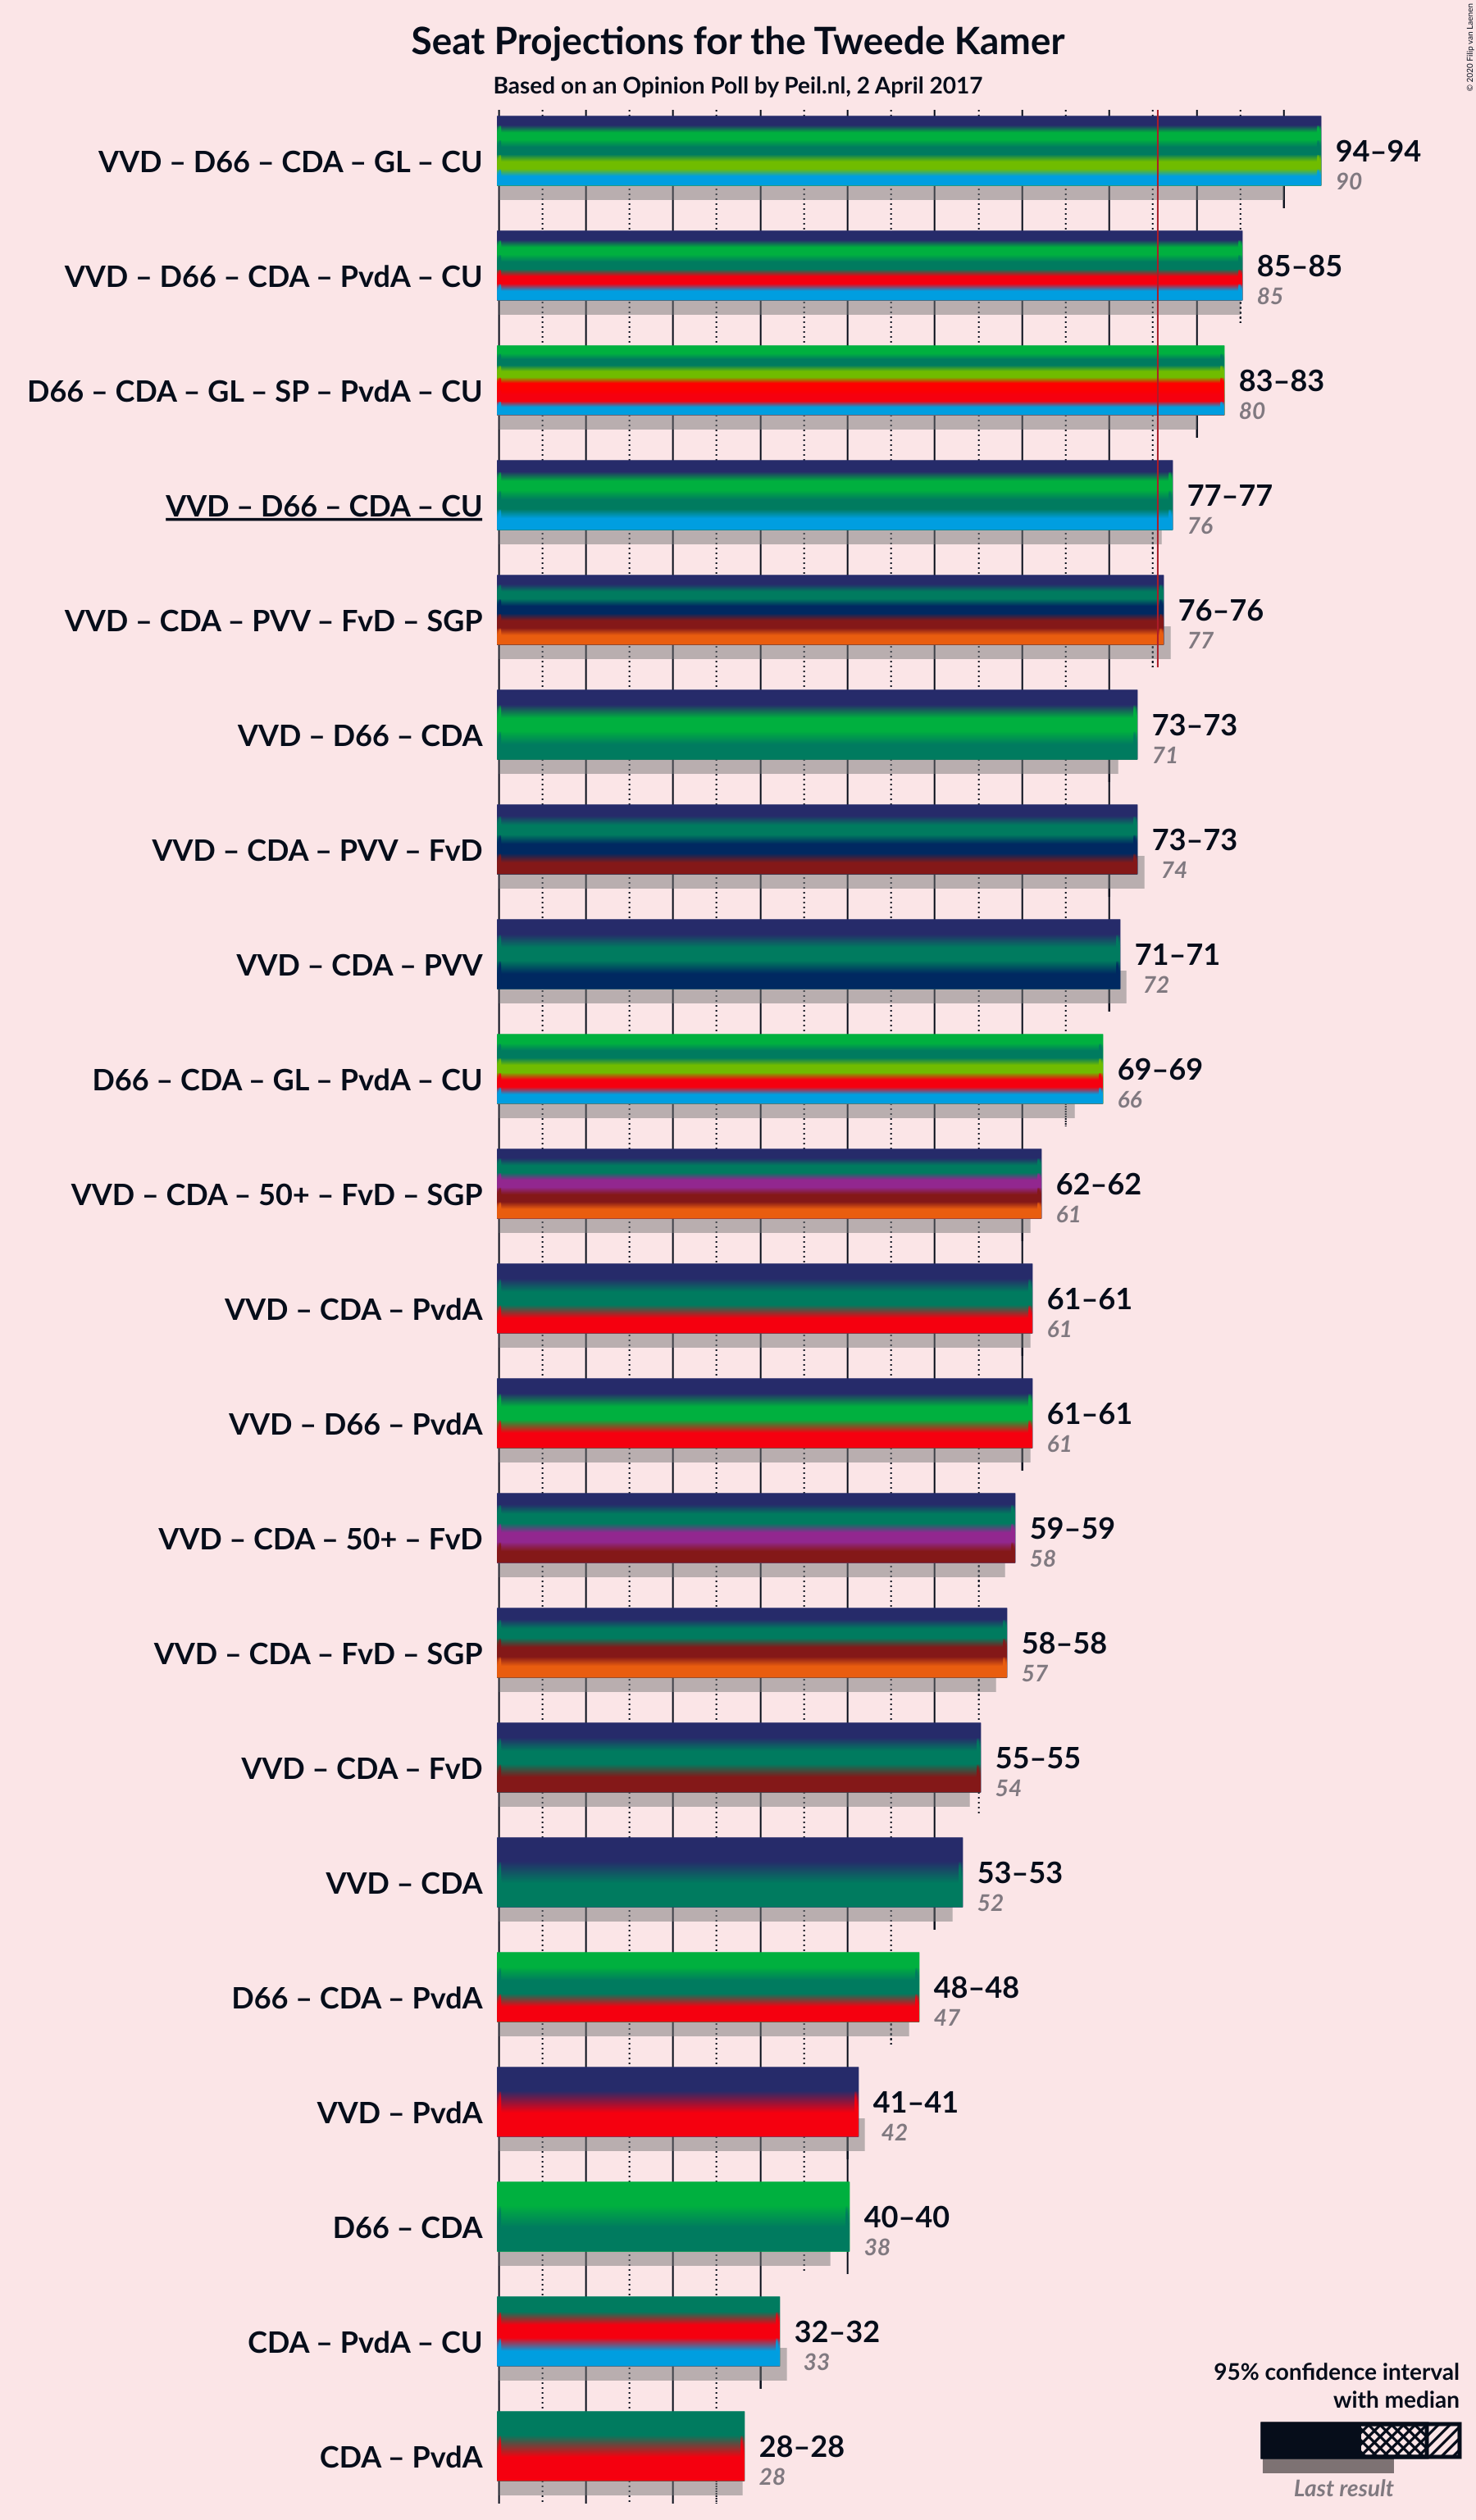 Seat Projections for the Tweede Kamer
Based on an Opinion Poll by Peil.nl, 2 April 2017
© 2020 Filip van Laenen
VVD – D66 – CDA – GL – CU
94–94
90
VVD – D66 – CDA – PvdA – CU
85–85
85
D66 – CDA – GL – SP – PvdA – CU
83–83
80
VVD – D66 – CDA – CU
77–77
76
VVD – CDA – PVV – FvD – SGP
76–76
77
VVD – D66 – CDA
73–73
71
VVD – CDA – PVV – FvD
73–73
74
VVD – CDA – PVV
71–71
72
D66 – CDA – GL – PvdA – CU
69–69
66
VVD – CDA – 50+ – FvD – SGP
62–62
61
VVD – CDA – PvdA
61–61
61
VVD – D66 – PvdA
61–61
61
VVD – CDA – 50+ – FvD
59–59
58
VVD – CDA – FvD – SGP
58–58
57
VVD – CDA – FvD
55–55
54
VVD – CDA
53–53
52
D66 – CDA – PvdA
48–48
47
VVD – PvdA
41–41
42
D66 – CDA
40–40
38
CDA – PvdA – CU
32–32
33
CDA – PvdA
28–28
28
95% confidence interval
with median
Last result